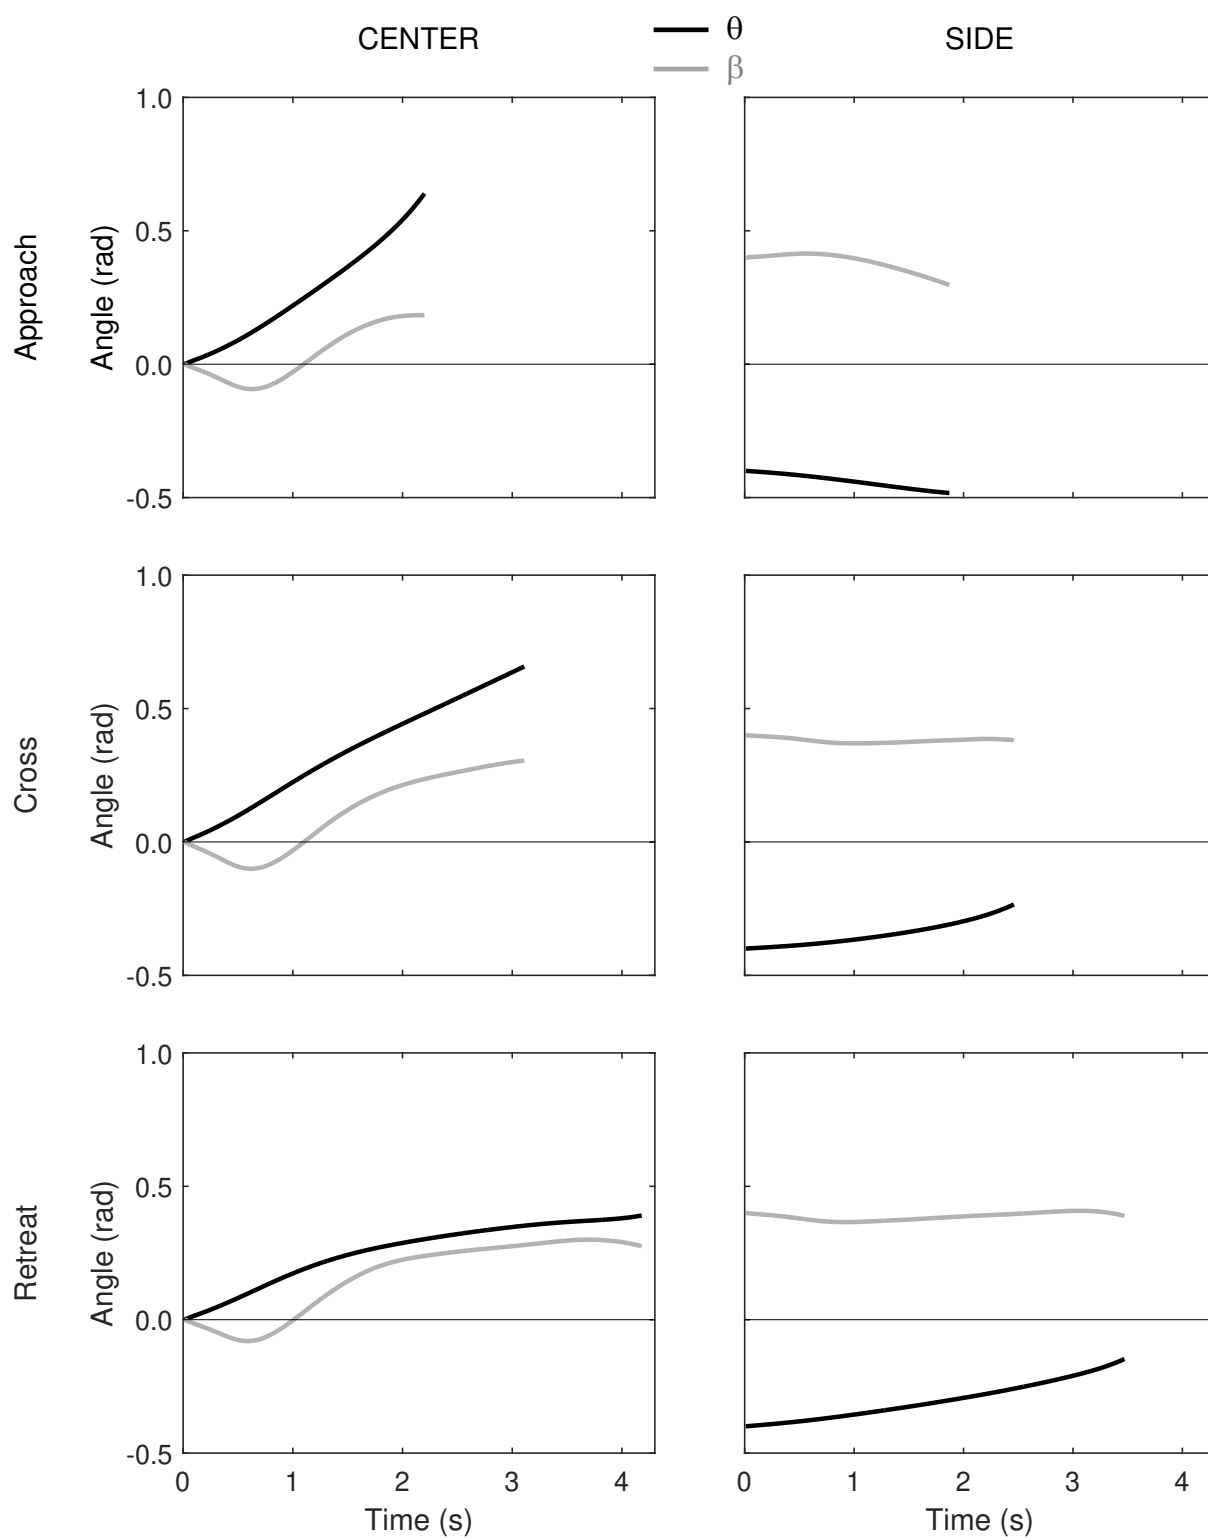 CENTER
θ
SIDE
β
Approach
Angle (rad)
1.0
0.5
0.0
-0.5
Cross
Angle (rad)
1.0
0.5
0.0
-0.5
Retreat
Angle (rad)
1.0
0.5
0.0
-0.5
0 1 2 3 4
0 1 2 3 4
Time (s)
Time (s)